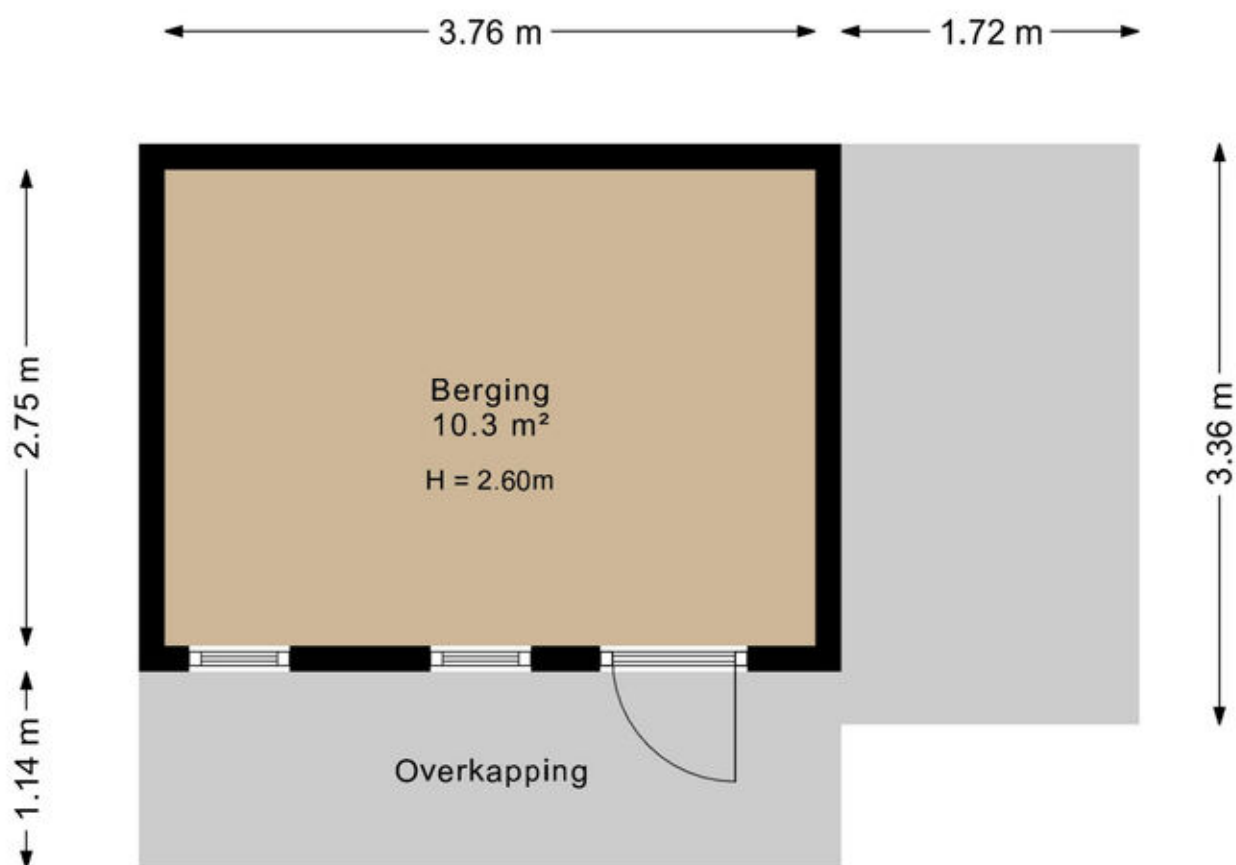 3.76 m
1.72 m
2.75 m
Berging
10.3 m²
H = 2.60m
3.36 m
1.14 m
Overkapping